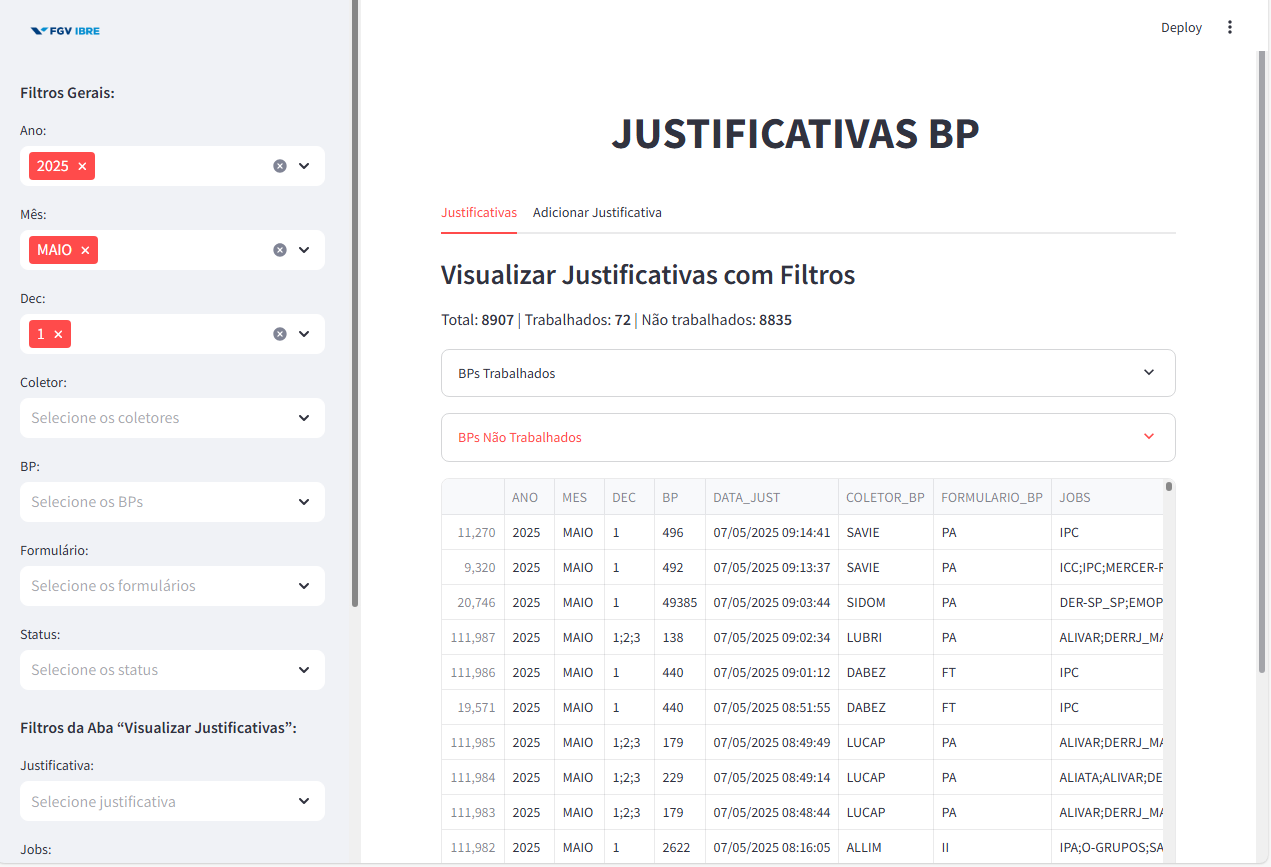 FGV IBRE
Deploy
Filtros Gerais:
Ano:
2025
Mês:
MAIO
Dec:
1
Coletor:
Selecione os coletores
BP:
Selecione os BPs
Formulário:
Selecione os formulários
Status:
Selecione os status
Filtros da Aba “Visualizar Justificativas”:
Justificativa:
Selecione justificativa
Jobs:
JUSTIFICATIVAS BP
Justificativas Adicionar Justificativa
Visualizar Justificativas com Filtros
Total: 8907 | Trabalhados: 72 | Não trabalhados: 8835
BPs Trabalhados
BPs Não Trabalhados
ANO MES DEC BP DATA_JUST COLETOR_BP FORMULARIO_BP JOBS
11,270 2025 MAIO 1 496 07/05/2025 09:14:41 SAVIE PA IPC
9,320 2025 MAIO 1 492 07/05/2025 09:13:37 SAVIE PA ICC;IPC;MERCER-R
20,746 2025 MAIO 1 49385 07/05/2025 09:03:44 SIDOM PA DER-SP_SP;EMOP
111,987 2025 MAIO 1;2;3 138 07/05/2025 09:02:34 LUBRI PA ALIVAR;DERRJ_MA
111,986 2025 MAIO 1 440 07/05/2025 09:01:12 DABEZ FT IPC
19,571 2025 MAIO 1 440 07/05/2025 08:51:55 DABEZ FT IPC
111,985 2025 MAIO 1;2;3 179 07/05/2025 08:49:49 LUCAP PA ALIVAR;DERRJ_MA
111,984 2025 MAIO 1;2;3 229 07/05/2025 08:49:14 LUCAP PA ALIATA;ALIVAR;DE
111,983 2025 MAIO 1;2;3 179 07/05/2025 08:48:44 LUCAP PA ALIVAR;DERRJ_MA
111,982 2025 MAIO 1 2622 07/05/2025 08:16:05 ALLIM II IPA;O-GRUPOS;SA